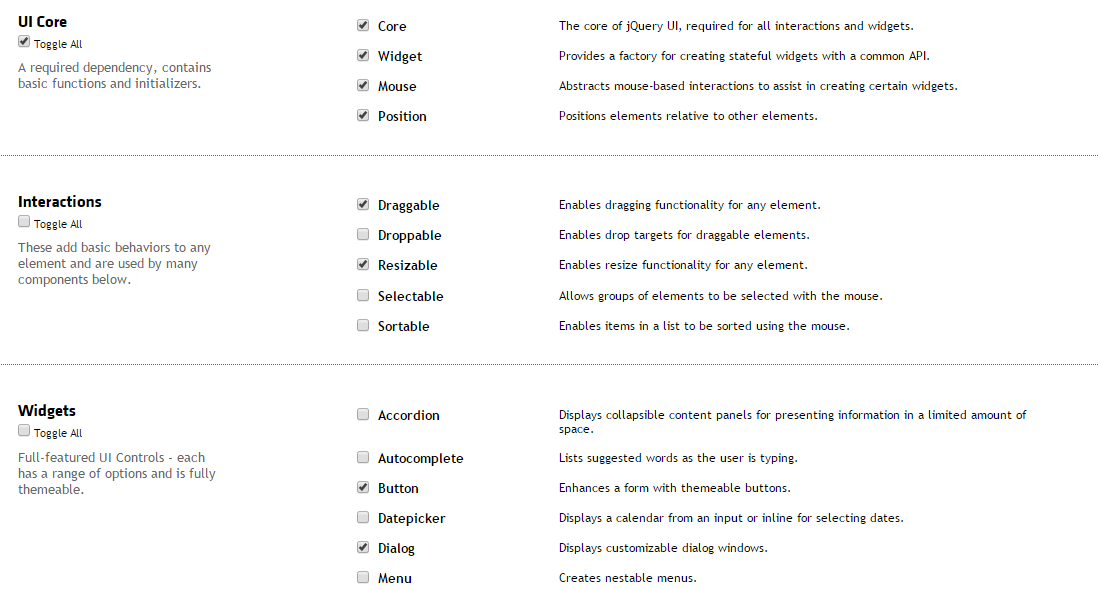 UI Core
Toggle All
A required dependency, contains
basic functions and initializers.
Core
The core of jQuery UI, required for all interactions and widgets.
Widget
Provides a factory for creating stateful widgets with a common API.
Mouse
Abstracts mouse-based interactions to assist in creating certain widgets.
Position
Positions elements relative to other elements.
Interactions
Toggle All
These add basic behaviors to any
element and are used by many
components below.
Draggable
Enables dragging functionality for any element.
Droppable
Enables drop targets for draggable elements.
Resizable
Enables resize functionality for any element.
Selectable
Allows groups of elements to be selected with the mouse.
Sortable
Enables items in a list to be sorted using the mouse.
Widgets
Toggle All
Full-featured UI Controls - each
has a range of options and is fully
themeable.
Accordion
Displays collapsible content panels for presenting information in a limited amount of
space.
Autocomplete
Lists suggested words as the user is typing.
Button
Enhances a form with themeable buttons.
Datepicker
Displays a calendar from an input or inline for selecting dates.
Dialog
Displays customizable dialog windows.
Menu
Creates nestable menus.